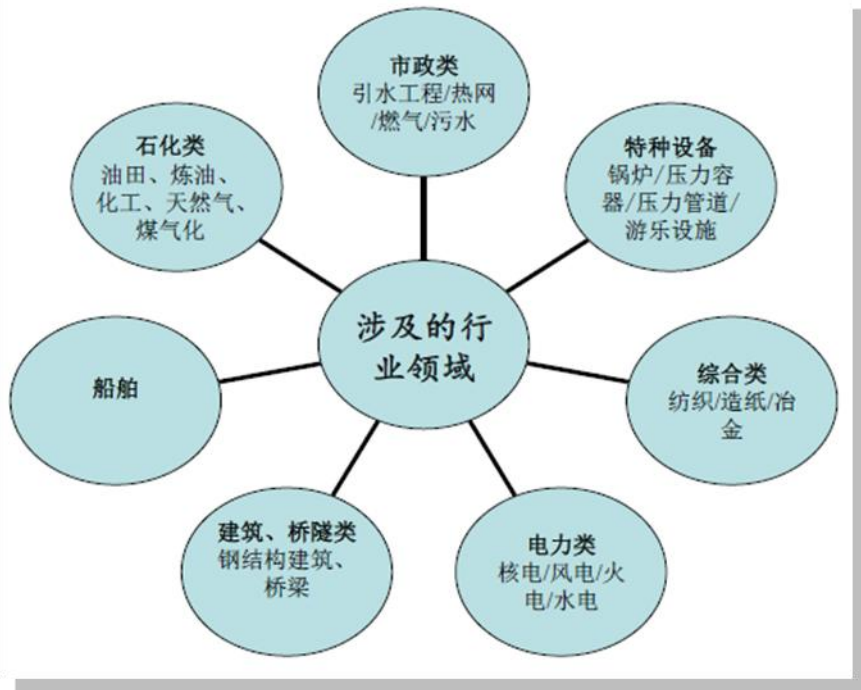 市政类
引水工程/热网
/燃气/污水
石化类
油田、炼油、
化工、天然气、
煤气化
特种设备
锅炉/压力容
器/压力管道/
游乐设施
涉及的行
业领域
船舶
综合类
纺织/造纸/冶
金
建筑、桥隧类
钢结构建筑、
桥梁
电力类
核电/风电/火
电/水电